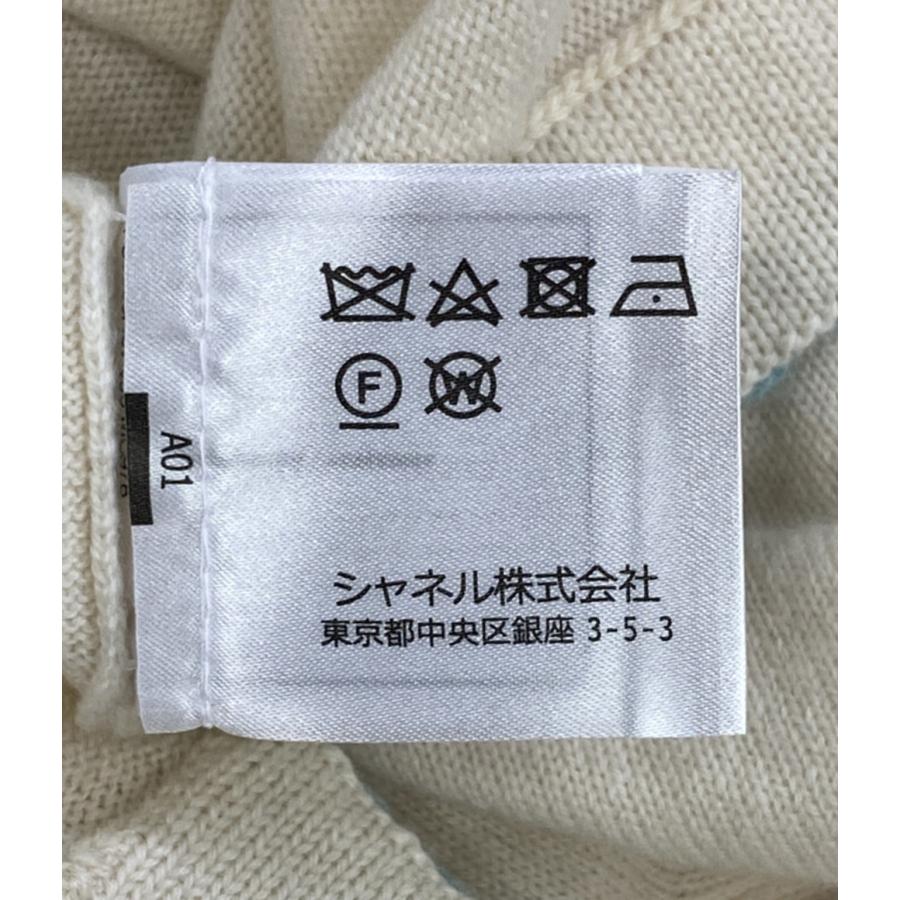 F W
A01
シャネル株式会社
東京都中央区銀座 3-5-3